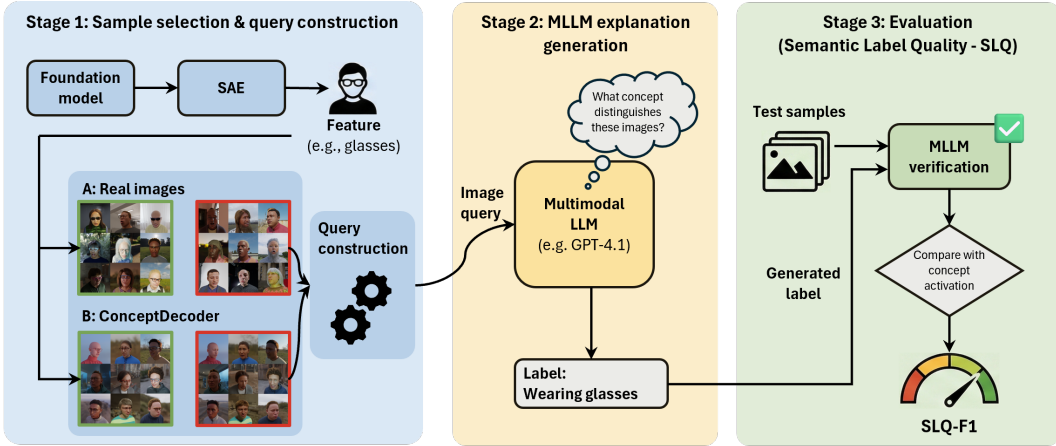 Stage 1: Sample selection & query construction
Foundation
model
SAE
Feature
(e.g., glasses)
A: Real images
B: ConceptDecoder
Query
construction
Stage 2: MLLM explanation
generation
What concept
distinguishes
these images?
Image
query
Multimodal
LLM
(e.g. GPT-4.1)
Label:
Wearing glasses
Stage 3: Evaluation
(Semantic Label Quality - SLQ)
Test samples
MLLM
verification
Generated
label
Compare with
concept
activation
SLQ-F1